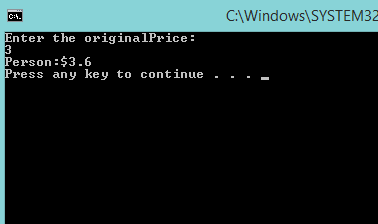 C:\Windows\SYSTEM32
Enter the originalPrice:
3
Person:$3.6
Press any key to continue . . . _